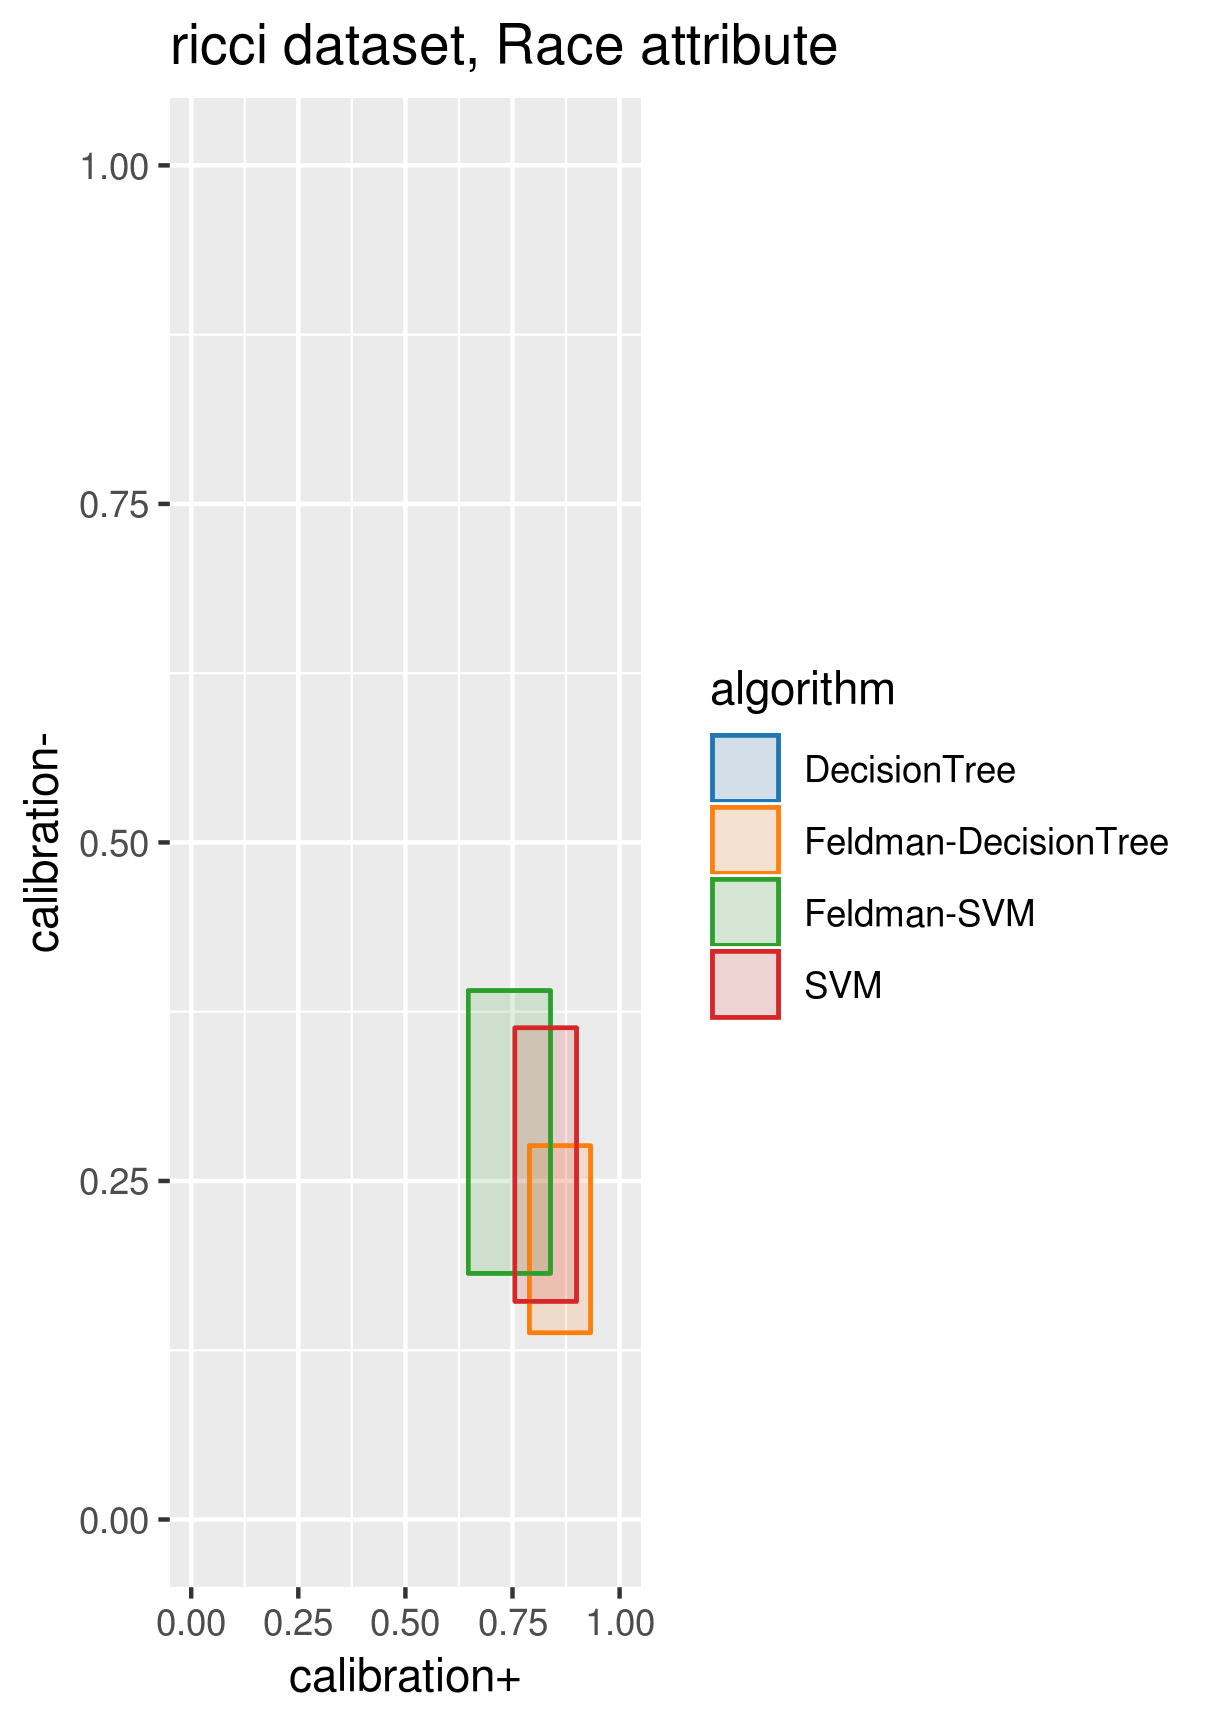 ricci dataset, Race attribute
1.00
0.75
0.50
0.25
0.00
calibration-
0.00 0.25 0.50 0.75 1.00
calibration+
algorithm
DecisionTree
Feldman-DecisionTree
Feldman-SVM
SVM